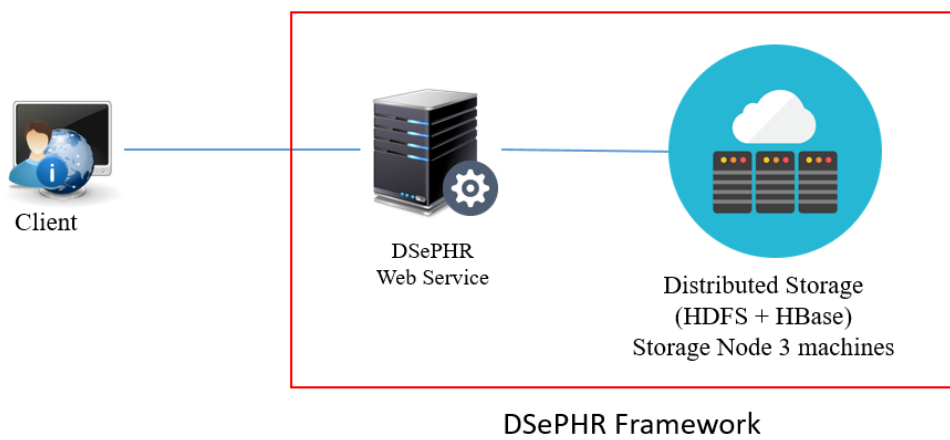 Client
DSePHR
Web Service
Distributed Storage
(HDFS + HBase)
Storage Node 3 machines
DSePHR Framework